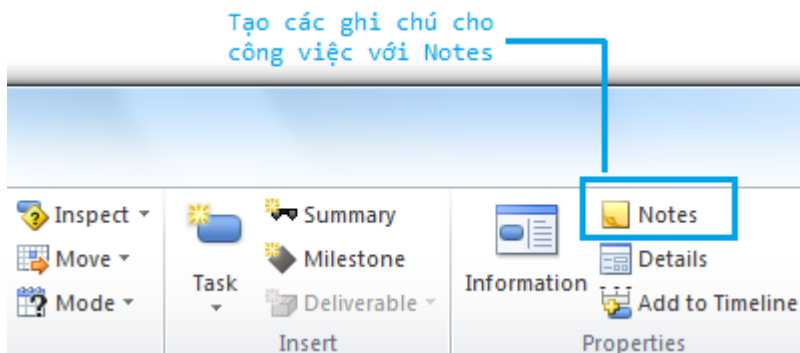 Tạo các ghi chú cho
công việc với Notes
Inspect
Move
Mode
Task
Summary
Milestone
Deliverable
Insert
Information
Notes
Details
Add to Timeline
Properties